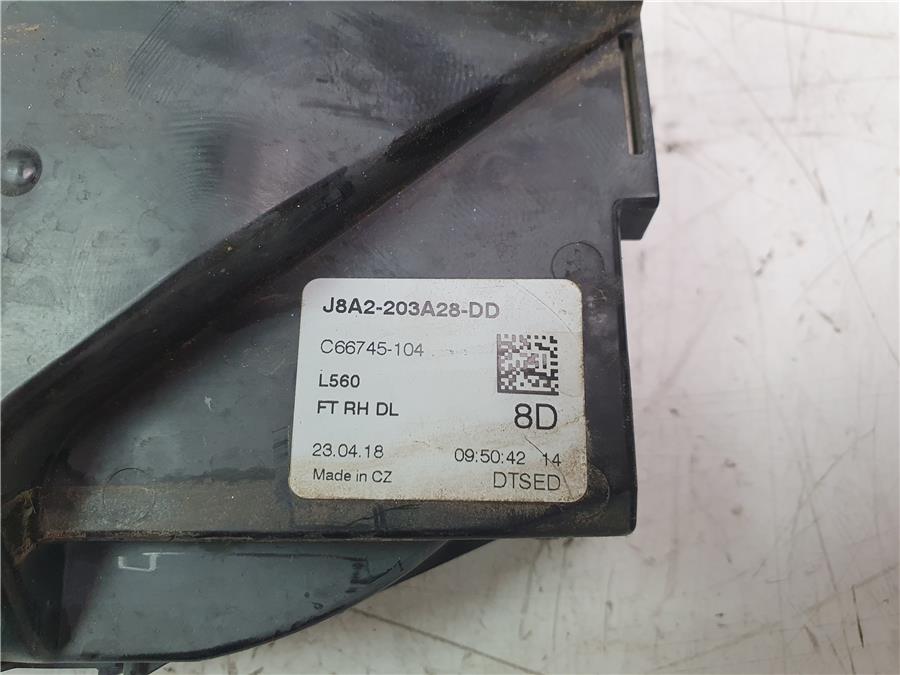 J8A2-203A28-DD
C66745-104
L560
FT RH DL
8D
23.04.18 09:50:42 14
Made in CZ DTSED